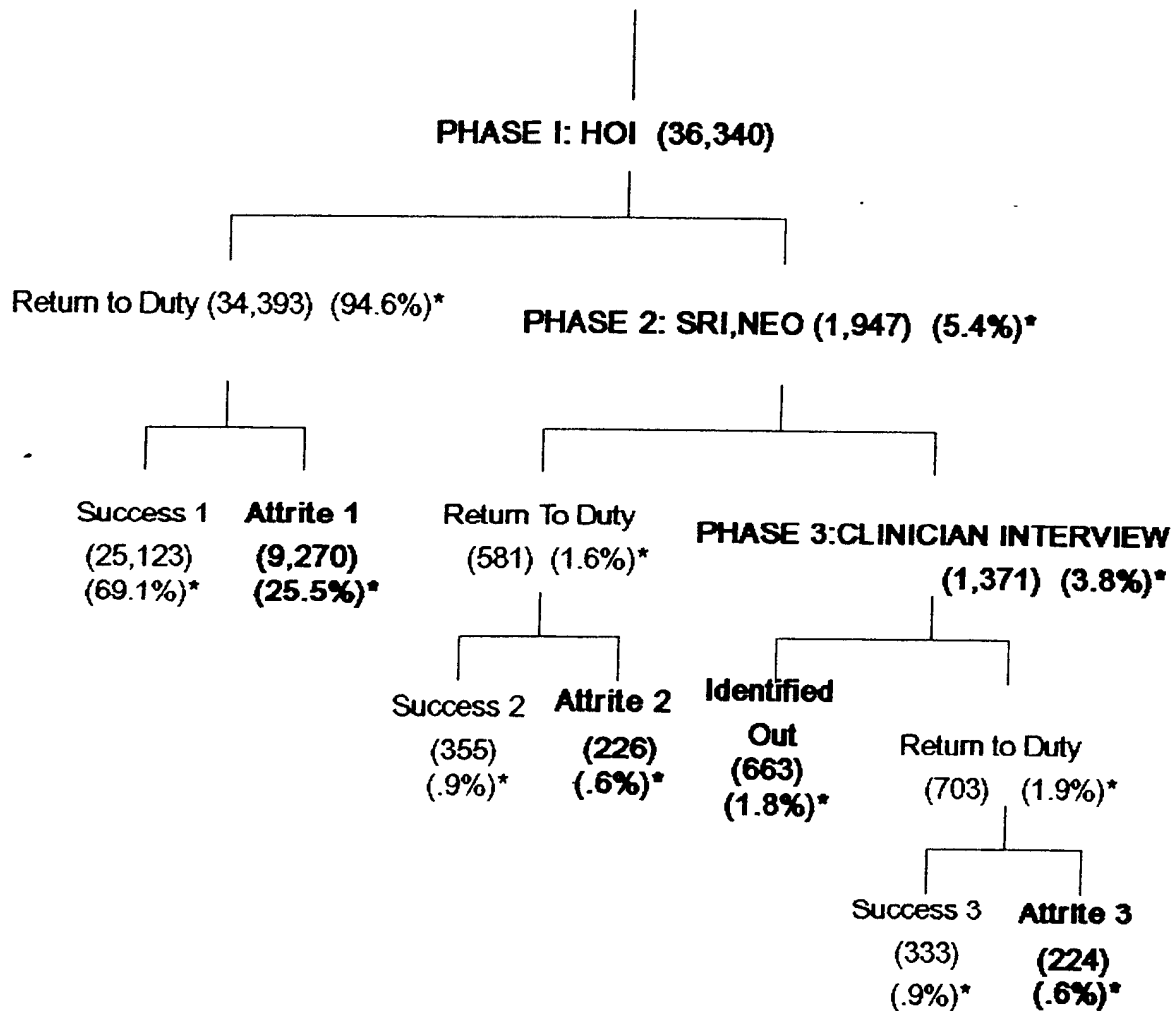 PHASE I: HOI (36,340)
Return to Duty (34,393) (94.6%)*
PHASE 2: SRI,NEO (1,947) (5.4%)*
Success 1
(25,123)
(69.1%)*
Attrite 1
(9,270)
(25.5%)*
Return To Duty
(581) (1.6%)*
PHASE 3:CLINICIAN INTERVIEW
(1,371) (3.8%)*
Success 2
(355)
(.9%)*
Attrite 2
(226)
(.6%)*
Identified
Out
(663)
(1.8%)*
Return to Duty
(703) (1.9%)*
Success 3
(333)
(.9%)*
Attrite 3
(224)
(.6%)*